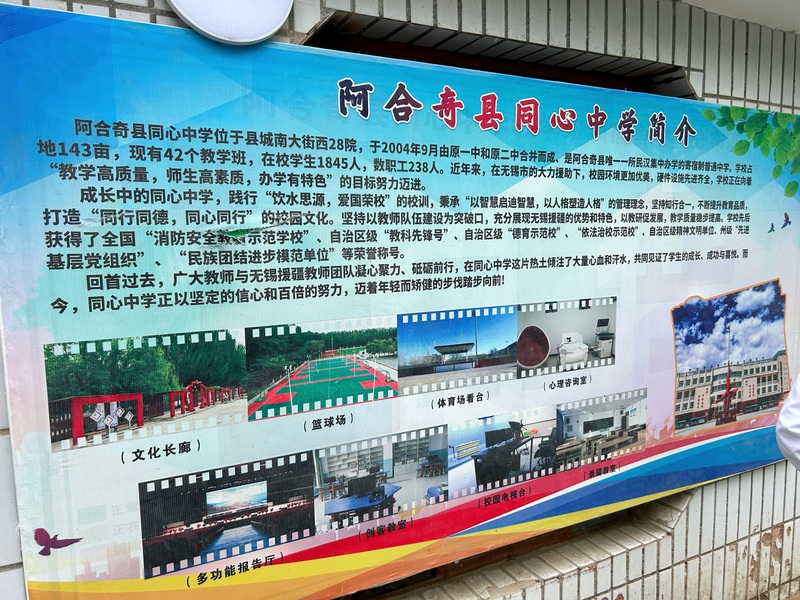 阿合奇县同心中学简介
阿合奇县同心中学位于县城南大街西28院，于2004年9月由原一中和原二中合并而成、是阿合奇县唯一一所民汉集中办学的寄宿制普通中学。学校占
地143亩，现有42个教学班，在校学生1845人，教职工238人。近年来，在无锡市的大力援助下，校园环境更加优美，硬件设施先进齐全，学校正在向着
“教学高质量，师生高素质，办学有特色”的目标努力迈进。
成长中的同心中学，践行“饮水思源，爱国荣校”的校训，秉承“以智慧启迪智慧，以人格塑造人格”的管理理念，坚持知行合一，不断提升教育品质，
打造“同行同德，同心同行”的校园文化。坚持以教师队伍建设为突破口，充分展现无锡援疆的优势和特色，以教研促发展，教学质量稳步提高。学校先后
获得了全国“消防安全教 示范学校”、自治区级“教科先锋号”、自治区级“德育示范校”、“依法治校示范校”、自治区级精神文明单位、州级“先进
基层党组织”、“民族团结进步模范单位”等荣誉称号。
回首过去，广大教师与无锡援疆教师团队凝心聚力、砥砺前行，在同心中学这片热土倾注了大量心血和汗水，共同见证了学生的成长、成功与喜悦。而
今，同心中学正以坚定的信心和百倍的努力，迈着年轻而矫健的步伐踏步向前！
（文化长廊）
（篮球场）
（体育场看台）
（心理咨询室）
（多功能报告厅）
（创客教室）
（校园电视台）
（录播教室）